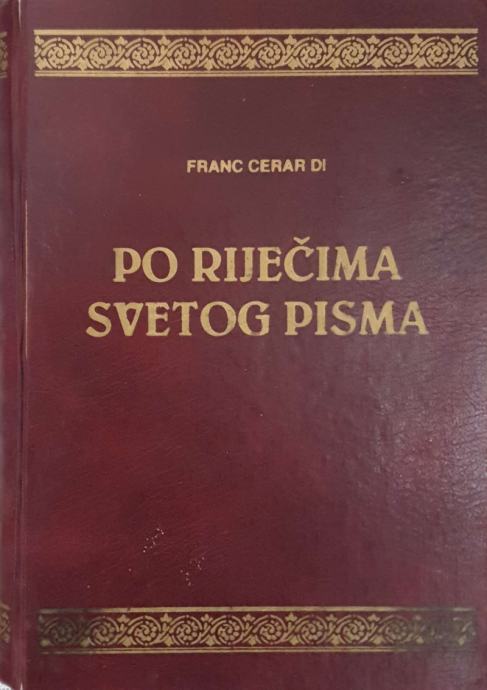 FRANC CERAR DI
PO RIJEČIMA
SVETOG PISMA